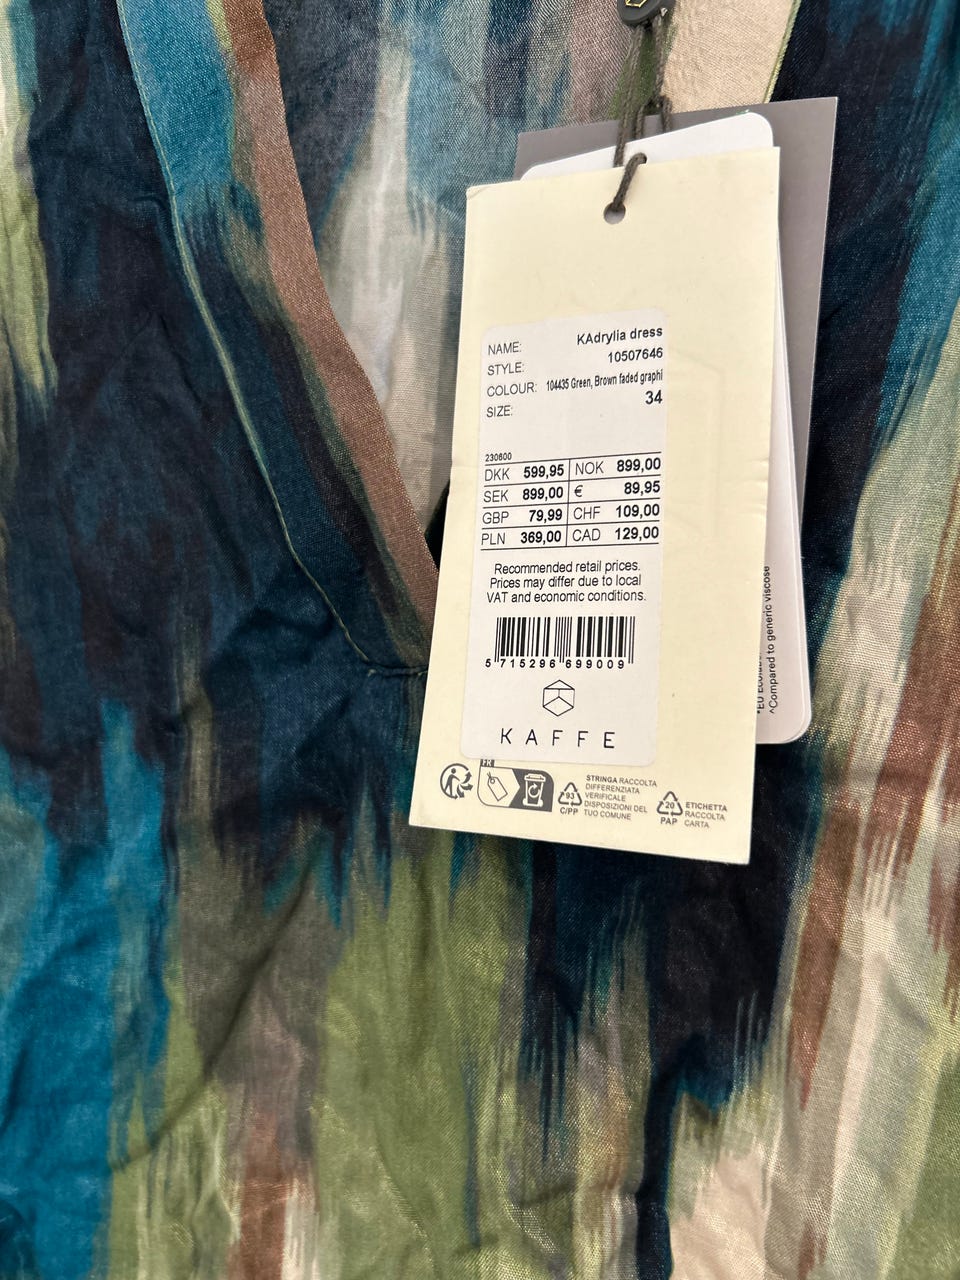 NAME: KAdrylia dress
STYLE: 10507646
COLOUR: 104435 Green, Brown faded graphi
SIZE: 34
230600
DKK 599,95 NOK 899,00
SEK 899,00 € 89,95
GBP 79,99 CHF 109,00
PLN 369,00 CAD 129,00
Recommended retail prices.
Prices may differ due to local
VAT and economic conditions.
5 715296 699009
KAFFE
FR
93
C/PP
STRINGA RACCOLTA
DIFFERENZIATA
VERIFICALE
DISPOSIZIONI DEL
TUO COMUNE
20
PAP
ETICHETTA
RACCOLTA
CARTA
^Compared to generic viscose